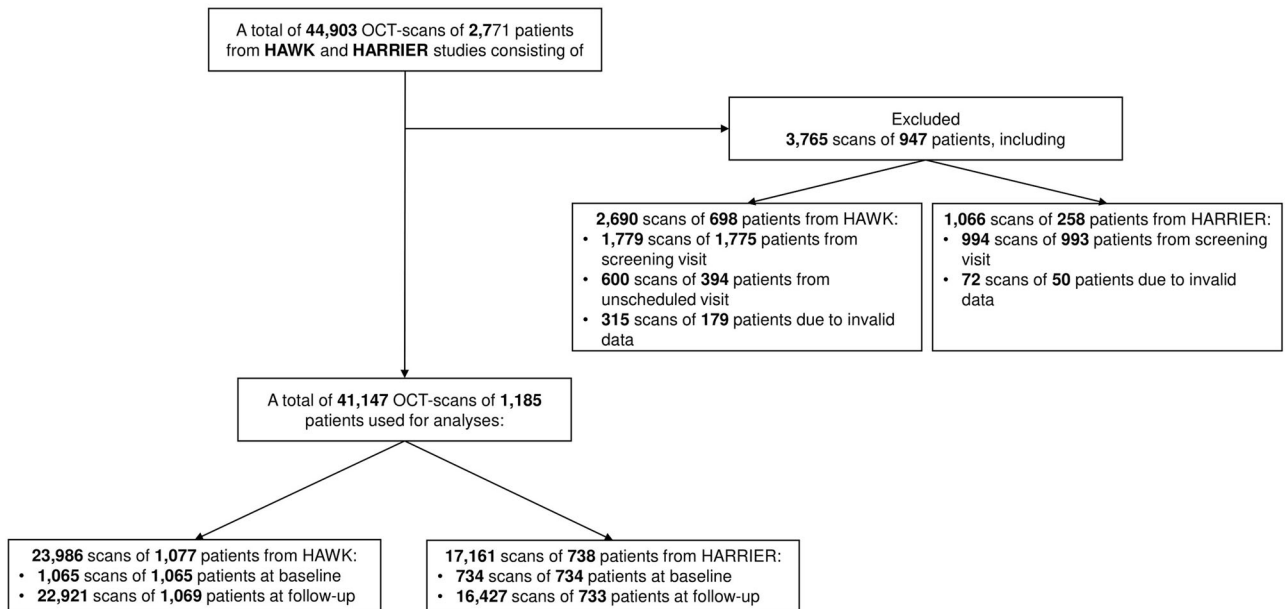 A total of 44,903 OCT-scans of 2,771 patients
from HAWK and HARRIER studies consisting of
Excluded
3,765 scans of 947 patients, including
2,690 scans of 698 patients from HAWK:
• 1,779 scans of 1,775 patients from
screening visit
• 600 scans of 394 patients from
unscheduled visit
• 315 scans of 179 patients due to invalid
data
1,066 scans of 258 patients from HARRIER:
• 994 scans of 993 patients from screening
visit
• 72 scans of 50 patients due to invalid
data
A total of 41,147 OCT-scans of 1,185
patients used for analyses:
23,986 scans of 1,077 patients from HAWK:
• 1,065 scans of 1,065 patients at baseline
• 22,921 scans of 1,069 patients at follow-up
17,161 scans of 738 patients from HARRIER:
• 734 scans of 734 patients at baseline
• 16,427 scans of 733 patients at follow-up